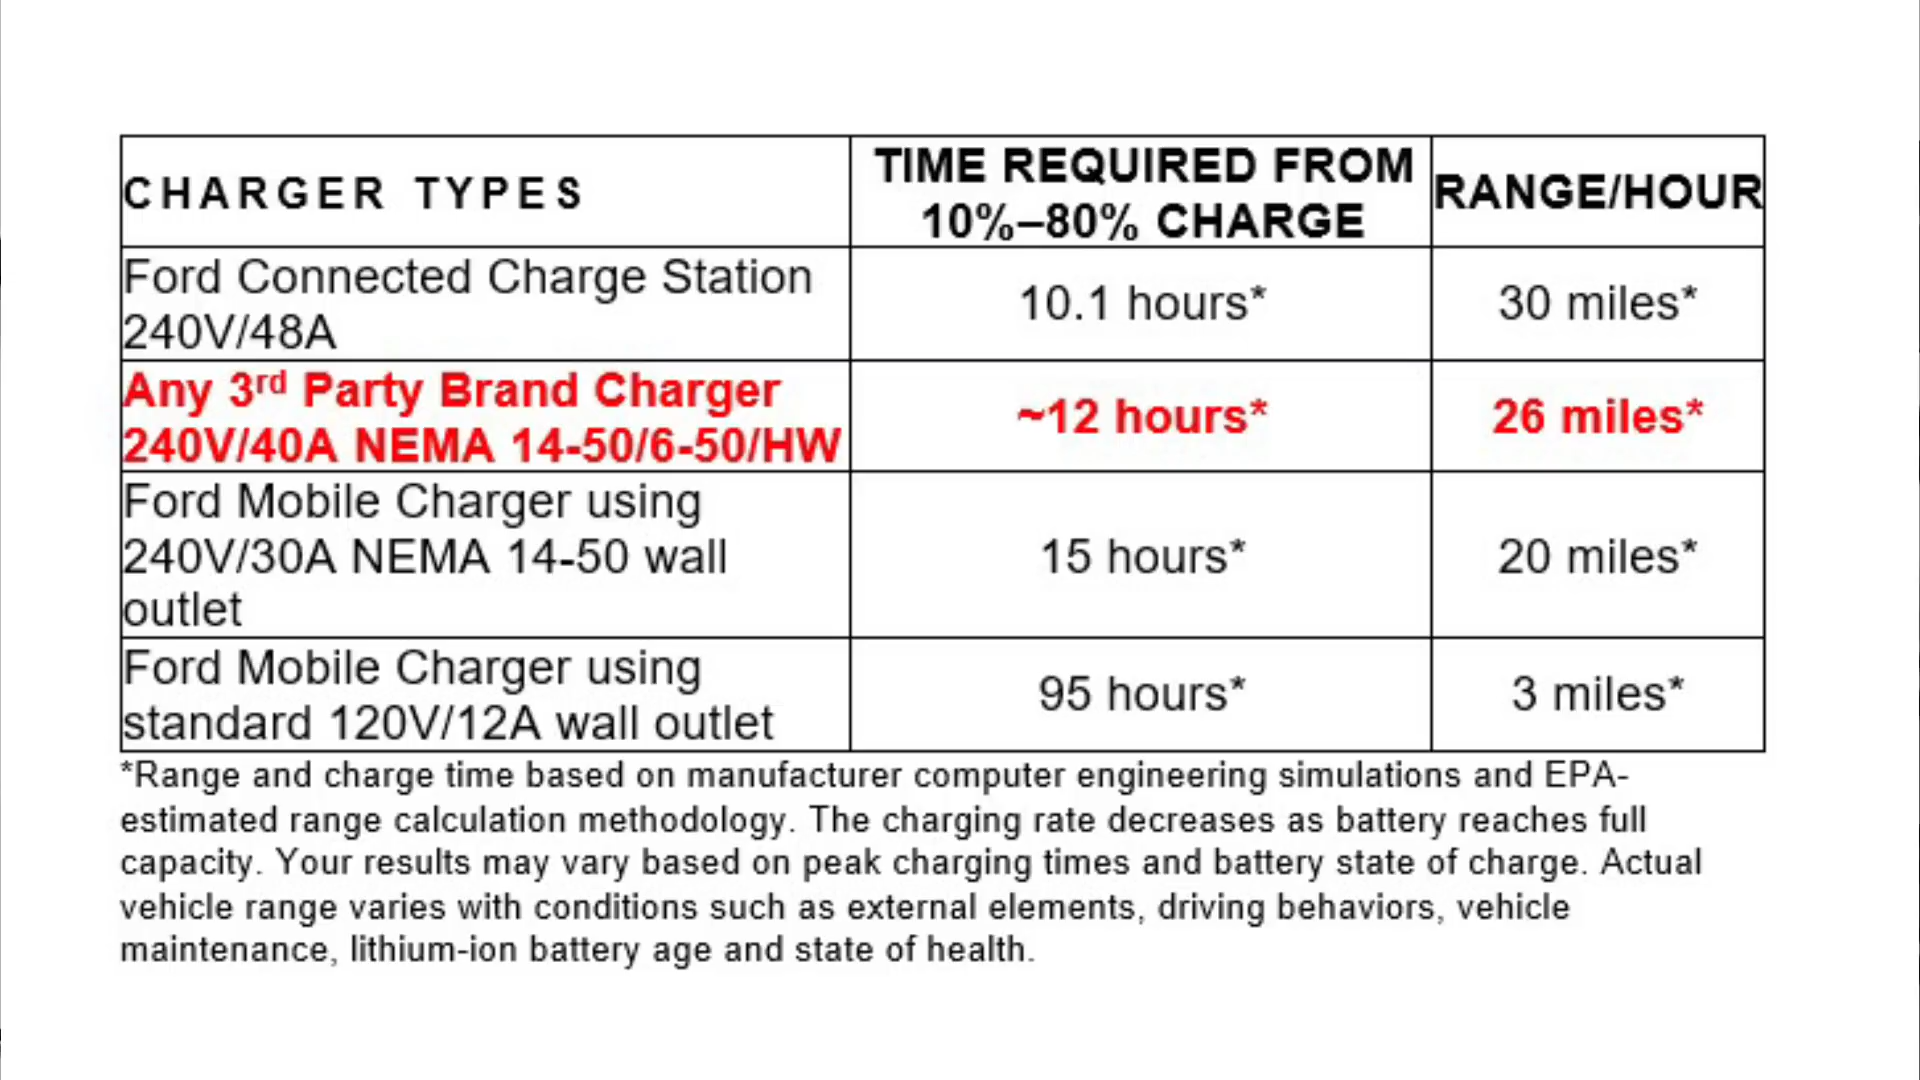 CHARGER TYPES
TIME REQUIRED FROM
10%–80% CHARGE
RANGE/HOUR
Ford Connected Charge Station
240V/48A
10.1 hours*
30 miles*
Any 3rd Party Brand Charger
240V/40A NEMA 14-50/6-50/HW
~12 hours*
26 miles*
Ford Mobile Charger using
240V/30A NEMA 14-50 wall
outlet
15 hours*
20 miles*
Ford Mobile Charger using
standard 120V/12A wall outlet
95 hours*
3 miles*
*Range and charge time based on manufacturer computer engineering simulations and EPA-
estimated range calculation methodology. The charging rate decreases as battery reaches full
capacity. Your results may vary based on peak charging times and battery state of charge. Actual
vehicle range varies with conditions such as external elements, driving behaviors, vehicle
maintenance, lithium-ion battery age and state of health.